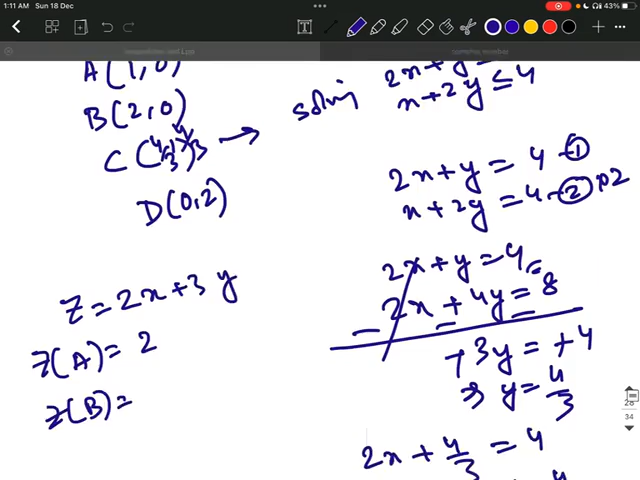 1:11 AM Sun 18 Dec
43%
A(1,0)
B(2,0)
C(4/3, 4/3)
D(0,2)
solving
2x+y
x+2y ≤ 4
2x+y = 4 -①
x+2y = 4 -② ×2
2x+y = 4
2x + 4y = 8
- - -
+3y = +4
⇒ y = 4/3
2x + 4/3 = 4
Z = 2x+3y
Z(A) = 2
Z(B) =
28
34